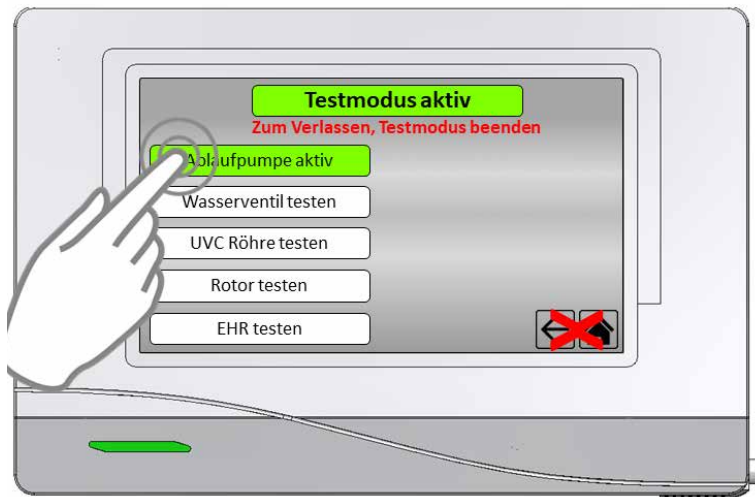 Testmodus aktiv
Zum Verlassen, Testmodus beenden
Ablaufpumpe aktiv
Wasserventil testen
UVC Röhre testen
Rotor testen
EHR testen